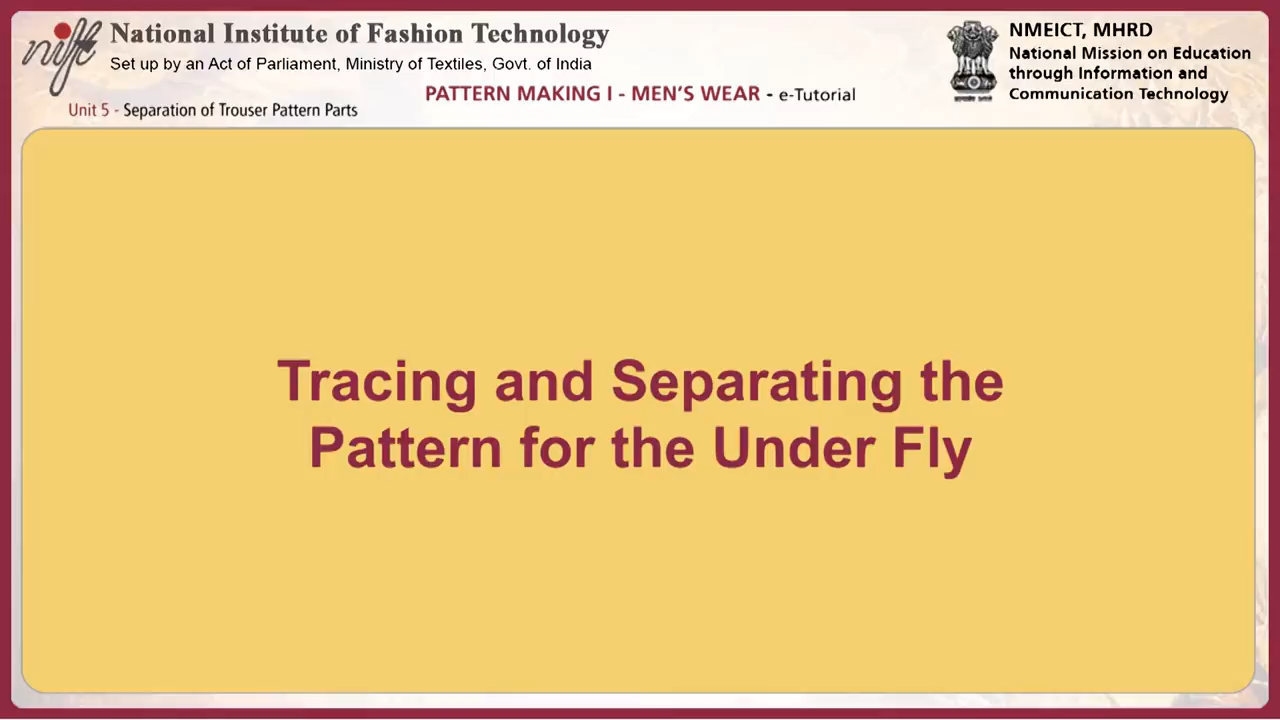 nift
National Institute of Fashion Technology
Set up by an Act of Parliament, Ministry of Textiles, Govt. of India
PATTERN MAKING I - MEN'S WEAR - e-Tutorial
Unit 5 - Separation of Trouser Pattern Parts
NMEICT, MHRD
National Mission on Education
through Information and
Communication Technology
Tracing and Separating the
Pattern for the Under Fly